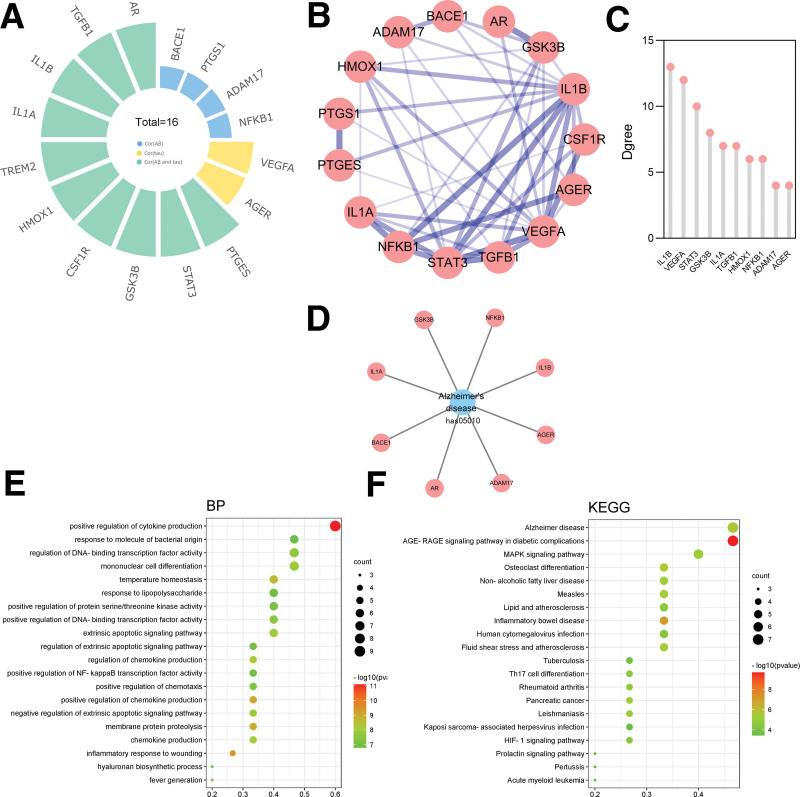 A
AR
TGFB1
IL1B
IL1A
TREM2
HMOX1
CSF1R
GSK3B
STAT3
PTGES
AGER
VEGFA
NFKB1
ADAM17
PTGS1
BACE1
Total=16
Cor(Aβ)
Cor(tau)
Cor(Aβ and tau)
B
BACE1
AR
ADAM17
GSK3B
HMOX1
IL1B
PTGS1
CSF1R
PTGES
AGER
IL1A
VEGFA
NFKB1
STAT3
TGFB1
C
Dgree
15
10
5
0
IL1B
VEGFA
STAT3
GSK3B
IL1A
TGFB1
HMOX1
NFKB1
ADAM17
AGER
D
GSK3B
NFKB1
IL1A
IL1B
Alzheimer's
disease
has05010
BACE1
AGER
AR
ADAM17
E
BP
positive regulation of cytokine production
response to molecule of bacterial origin
regulation of DNA- binding transcription factor activity
mononuclear cell differentiation
temperature homeostasis
response to lipopolysaccharide
positive regulation of protein serine/threonine kinase activity
positive regulation of DNA- binding transcription factor activity
extrinsic apoptotic signaling pathway
regulation of extrinsic apoptotic signaling pathway
regulation of chemokine production
positive regulation of NF- kappaB transcription factor activity
positive regulation of chemotaxis
positive regulation of chemokine production
negative regulation of extrinsic apoptotic signaling pathway
membrane protein proteolysis
chemokine production
inflammatory response to wounding
hyaluronan biosynthetic process
fever generation
0.2 0.3 0.4 0.5 0.6
count
3
4
5
6
7
8
9
- log10(pva
11
10
9
8
7
F
KEGG
Alzheimer disease
AGE- RAGE signaling pathway in diabetic complications
MAPK signaling pathway
Osteoclast differentiation
Non- alcoholic fatty liver disease
Measles
Lipid and atherosclerosis
Inflammatory bowel disease
Human cytomegalovirus infection
Fluid shear stress and atherosclerosis
Tuberculosis
Th17 cell differentiation
Rheumatoid arthritis
Pancreatic cancer
Leishmaniasis
Kaposi sarcoma- associated herpesvirus infection
HIF- 1 signaling pathway
Prolactin signaling pathway
Pertussis
Acute myeloid leukemia
0.2 0.3 0.4
count
3
4
5
6
7
- log10(pvalue)
8
6
4